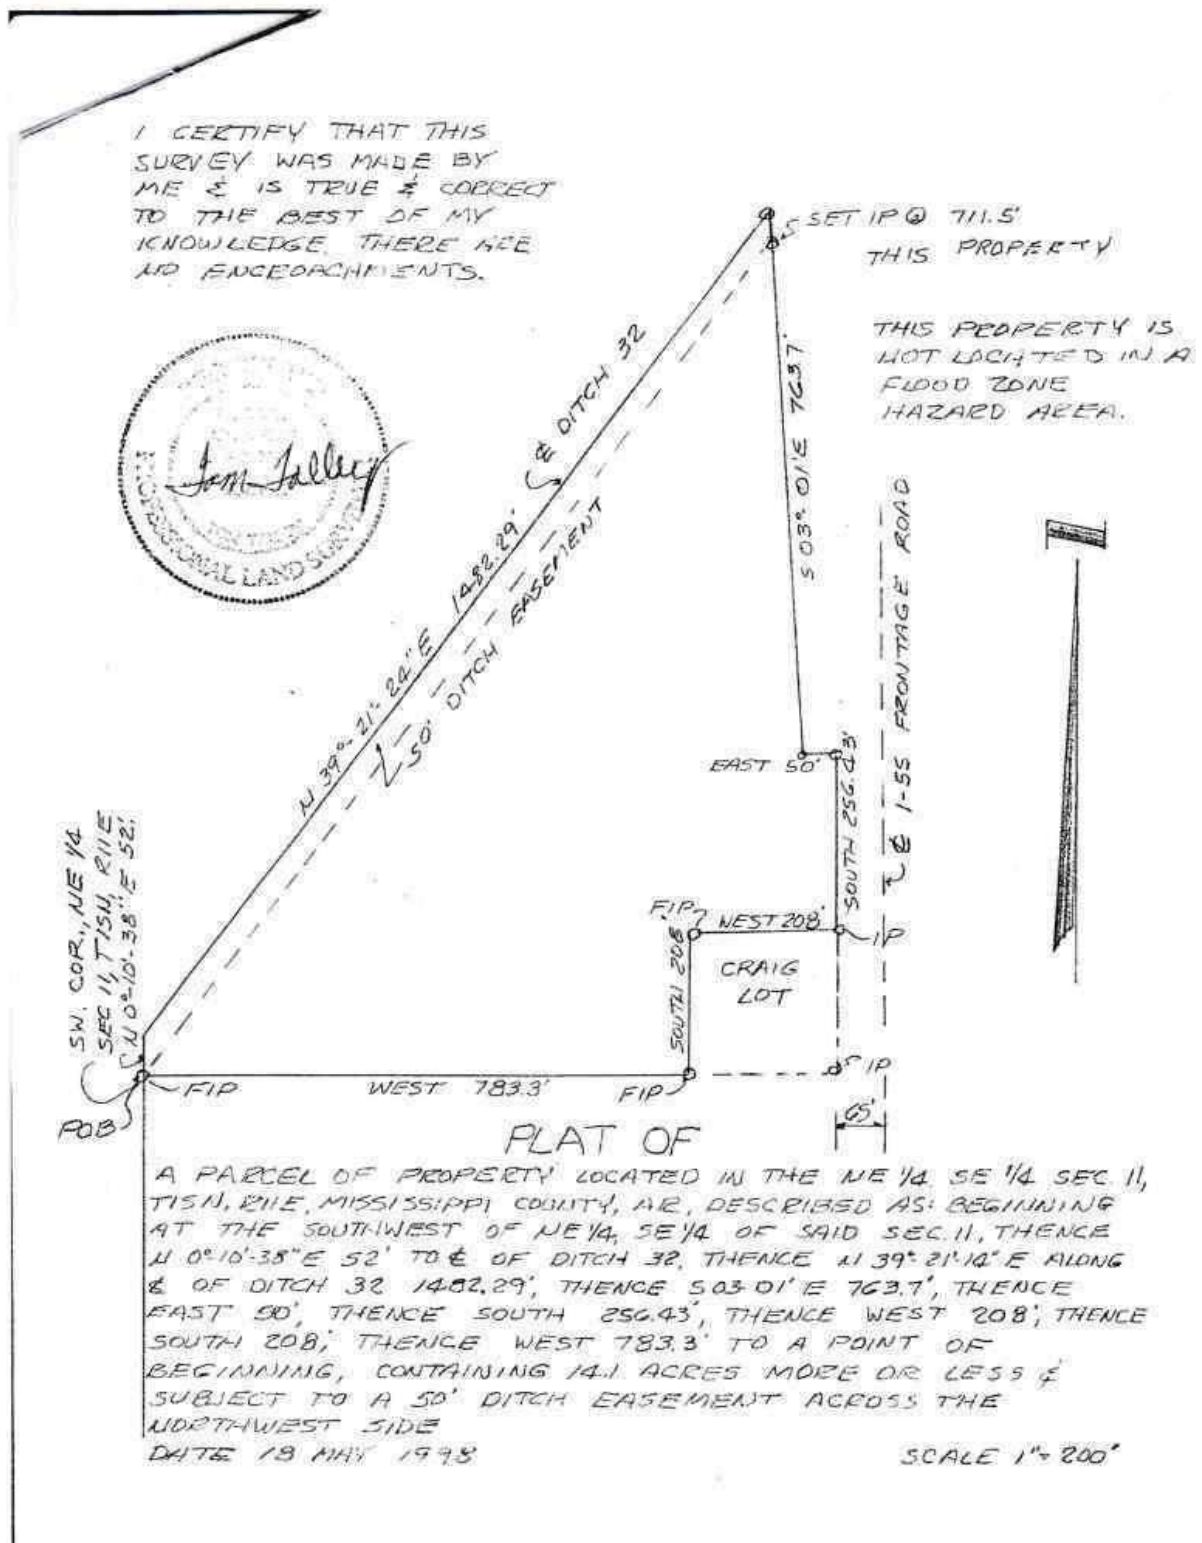 I CERTIFY THAT THIS
SURVEY WAS MADE BY
ME & IS TRUE & CORRECT
TO THE BEST OF MY
KNOWLEDGE. THERE ARE
NO ENCROACHMENTS.
SET IP @ 711.5'
THIS PROPERTY
THIS PROPERTY IS
NOT LOCATED IN A
FLOOD ZONE
HAZARD AREA.
Tom Talley
PROFESSIONAL LAND SURVEYOR
℄ DITCH 32
N 39°-21'-24" E 1482.29'
50' DITCH EASEMENT
S 03° 01' E 763.7'
℄ I-55 FRONTAGE ROAD
EAST 50'
SOUTH 256.43'
SW. COR., NE 1/4
SEC 11, T15N, R11E
N 0°-10'-38" E 52'
FIP
WEST 208'
IP
SOUTH 208'
CRAIG
LOT
POB
FIP
WEST 783.3'
FIP
IP
65'
PLAT OF
A PARCEL OF PROPERTY LOCATED IN THE NE 1/4 SE 1/4 SEC. 11,
T15N, R11E, MISSISSIPPI COUNTY, AR, DESCRIBED AS: BEGINNING
AT THE SOUTHWEST OF NE 1/4, SE 1/4 OF SAID SEC. 11, THENCE
N 0°-10'-38" E 52' TO ℄ OF DITCH 32, THENCE N 39°-21'-14" E ALONG
℄ OF DITCH 32 1482.29', THENCE S 03-01' E 763.7', THENCE
EAST 50', THENCE SOUTH 256.43', THENCE WEST 208', THENCE
SOUTH 208', THENCE WEST 783.3' TO A POINT OF
BEGINNING, CONTAINING 14.1 ACRES MORE OR LESS &
SUBJECT TO A 50' DITCH EASEMENT ACROSS THE
NORTHWEST SIDE
DATE 18 MAY 1998
SCALE 1"= 200'